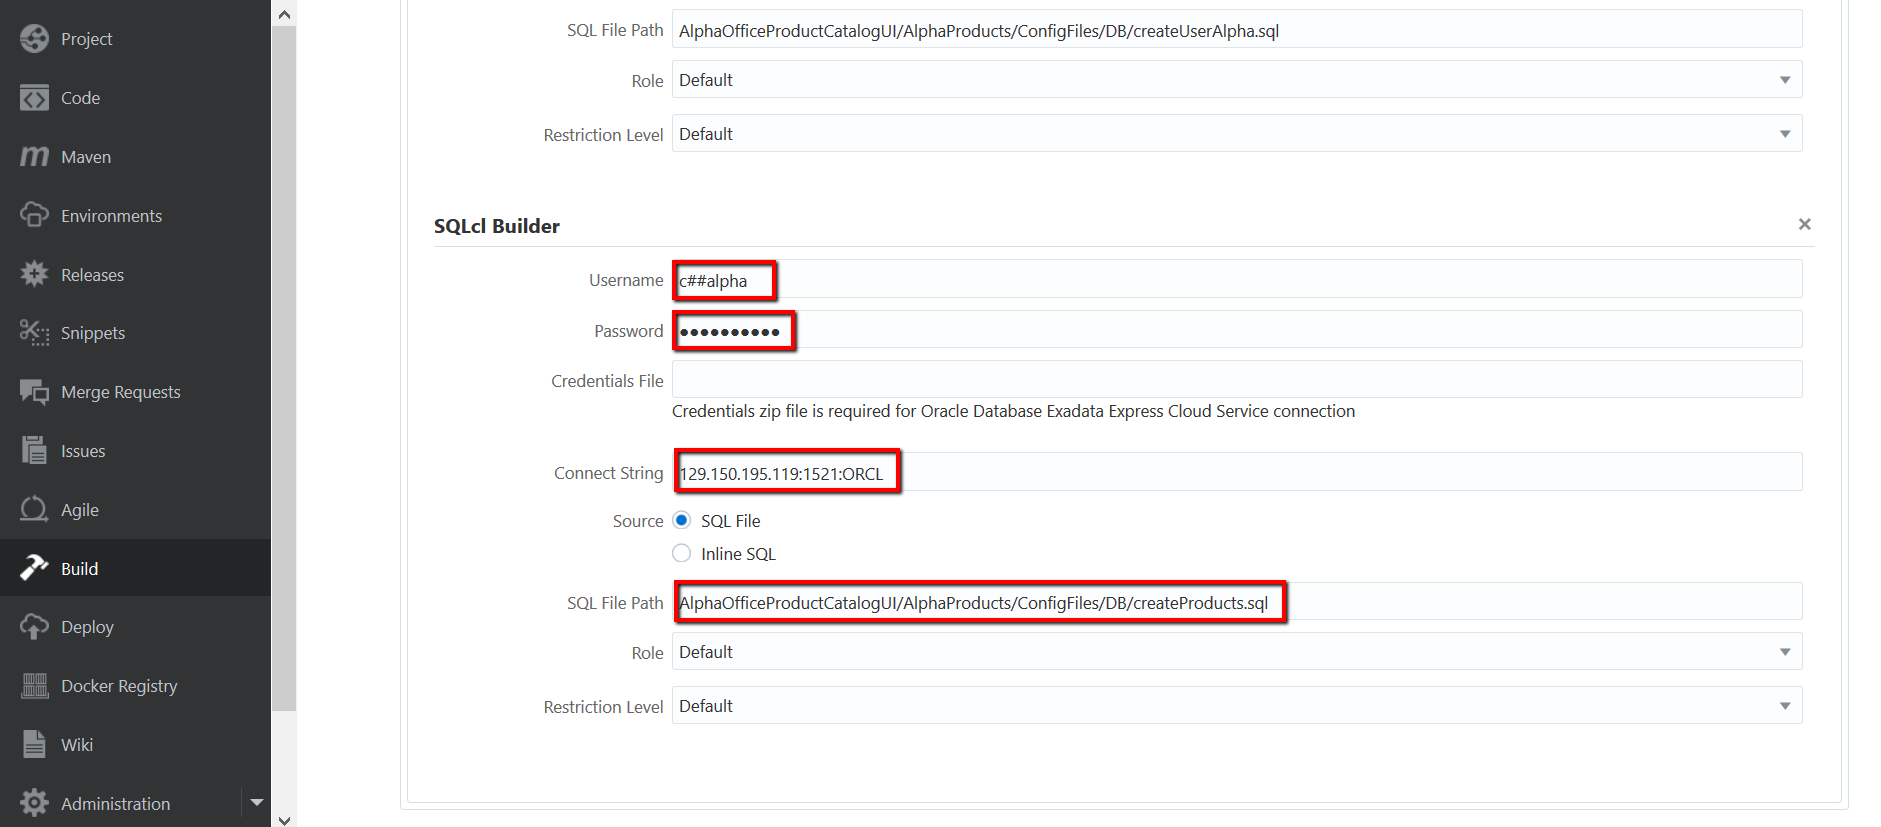 Project
Code
Maven
Environments
Releases
Snippets
Merge Requests
Issues
Agile
Build
Deploy
Docker Registry
Wiki
Administration
SQL File Path AlphaOfficeProductCatalogUI/AlphaProducts/ConfigFiles/DB/createUserAlpha.sql
Role Default
Restriction Level Default
SQLcl Builder
Username c##alpha
Password ••••••••••
Credentials File
Credentials zip file is required for Oracle Database Exadata Express Cloud Service connection
Connect String 129.150.195.119:1521:ORCL
Source SQL File
Inline SQL
SQL File Path AlphaOfficeProductCatalogUI/AlphaProducts/ConfigFiles/DB/createProducts.sql
Role Default
Restriction Level Default